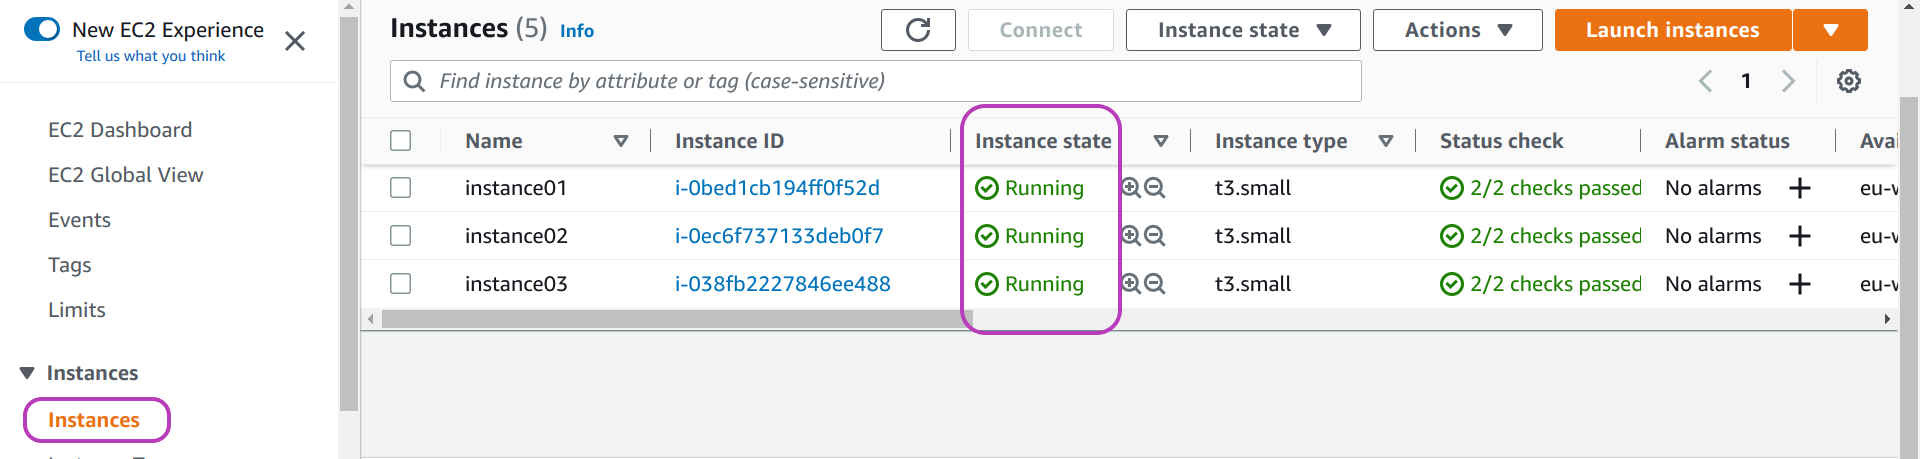 New EC2 Experience
Tell us what you think
EC2 Dashboard
EC2 Global View
Events
Tags
Limits
Instances
Instances
Instances (5) Info
Connect
Instance state
Actions
Launch instances
Find instance by attribute or tag (case-sensitive)
1
Name Instance ID Instance state Instance type Status check Alarm status Avai
instance01 i-0bed1cb194ff0f52d Running t3.small 2/2 checks passed No alarms eu-w
instance02 i-0ec6f737133deb0f7 Running t3.small 2/2 checks passed No alarms eu-w
instance03 i-038fb2227846ee488 Running t3.small 2/2 checks passed No alarms eu-w